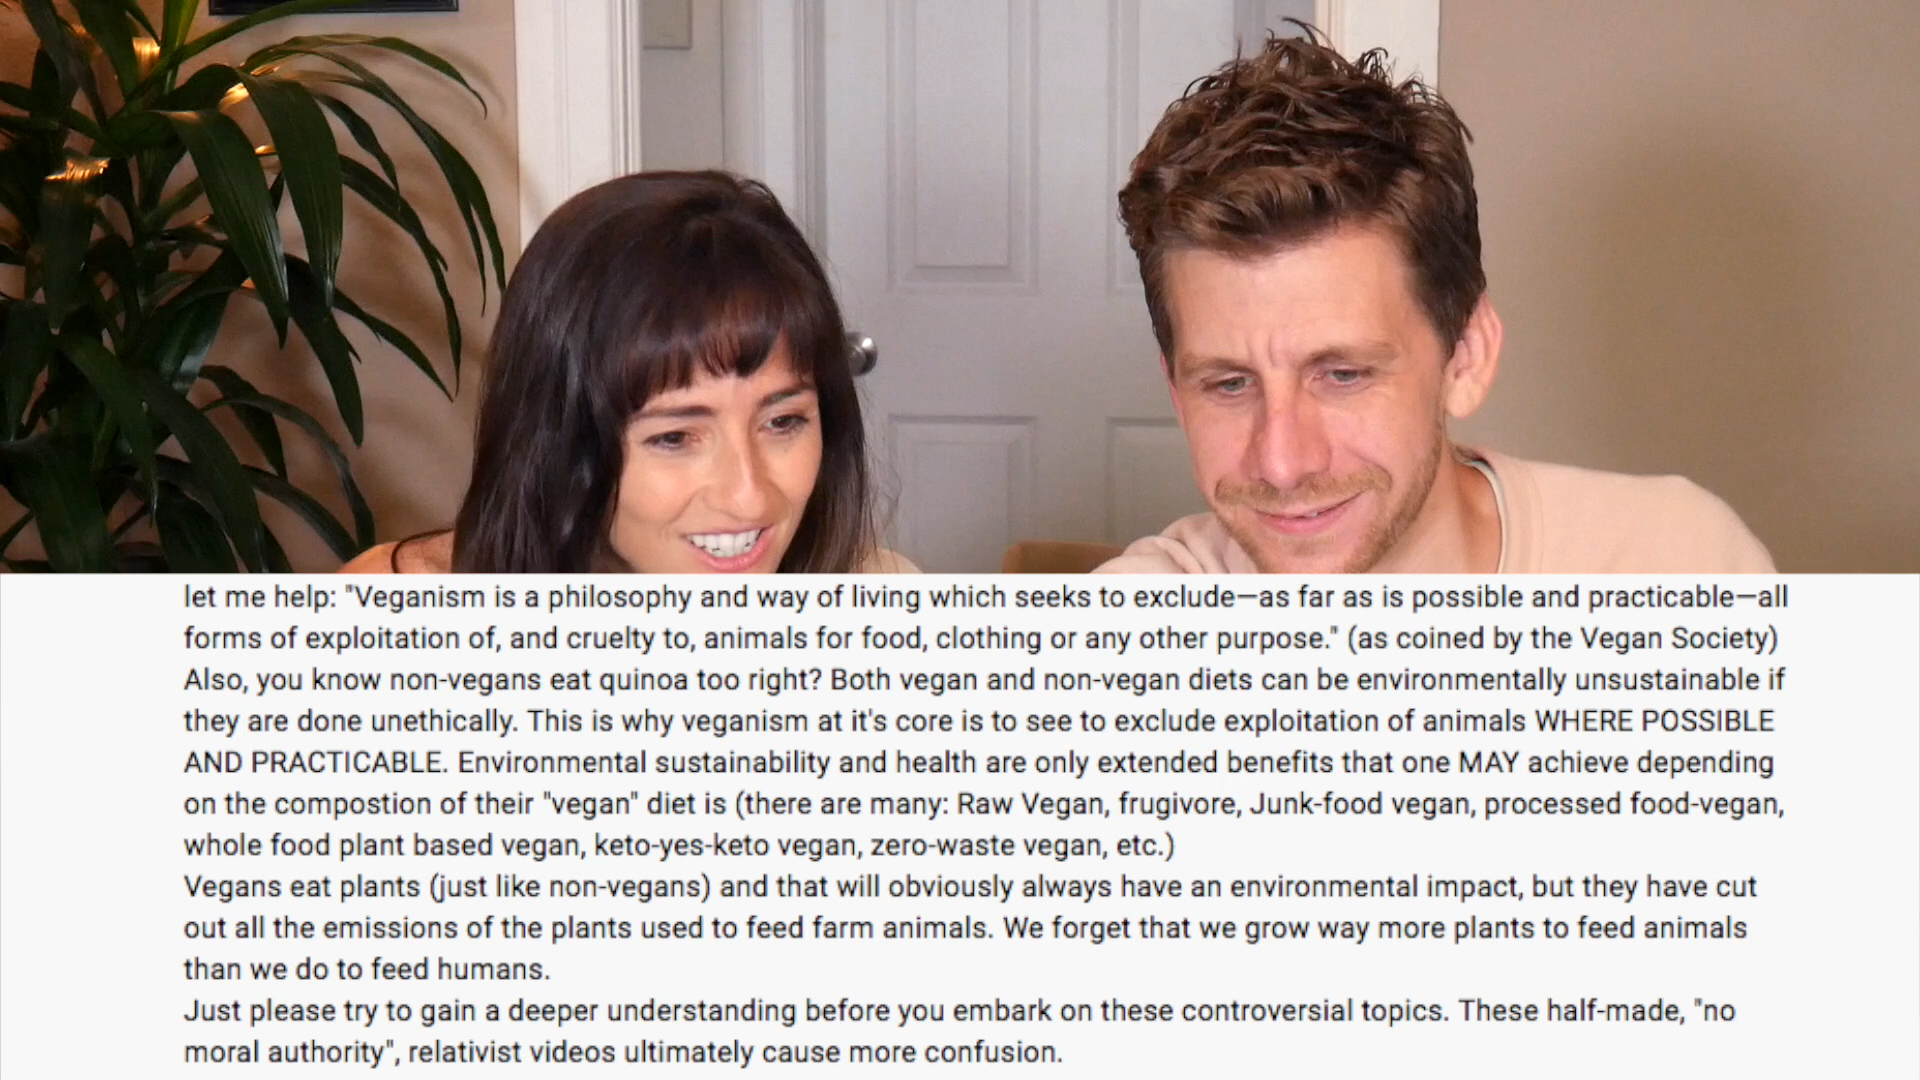 let me help: "Veganism is a philosophy and way of living which seeks to exclude—as far as is possible and practicable—all
forms of exploitation of, and cruelty to, animals for food, clothing or any other purpose." (as coined by the Vegan Society)
Also, you know non-vegans eat quinoa too right? Both vegan and non-vegan diets can be environmentally unsustainable if
they are done unethically. This is why veganism at it's core is to see to exclude exploitation of animals WHERE POSSIBLE
AND PRACTICABLE. Environmental sustainability and health are only extended benefits that one MAY achieve depending
on the compostion of their "vegan" diet is (there are many: Raw Vegan, frugivore, Junk-food vegan, processed food-vegan,
whole food plant based vegan, keto-yes-keto vegan, zero-waste vegan, etc.)
Vegans eat plants (just like non-vegans) and that will obviously always have an environmental impact, but they have cut
out all the emissions of the plants used to feed farm animals. We forget that we grow way more plants to feed animals
than we do to feed humans.
Just please try to gain a deeper understanding before you embark on these controversial topics. These half-made, "no
moral authority", relativist videos ultimately cause more confusion.